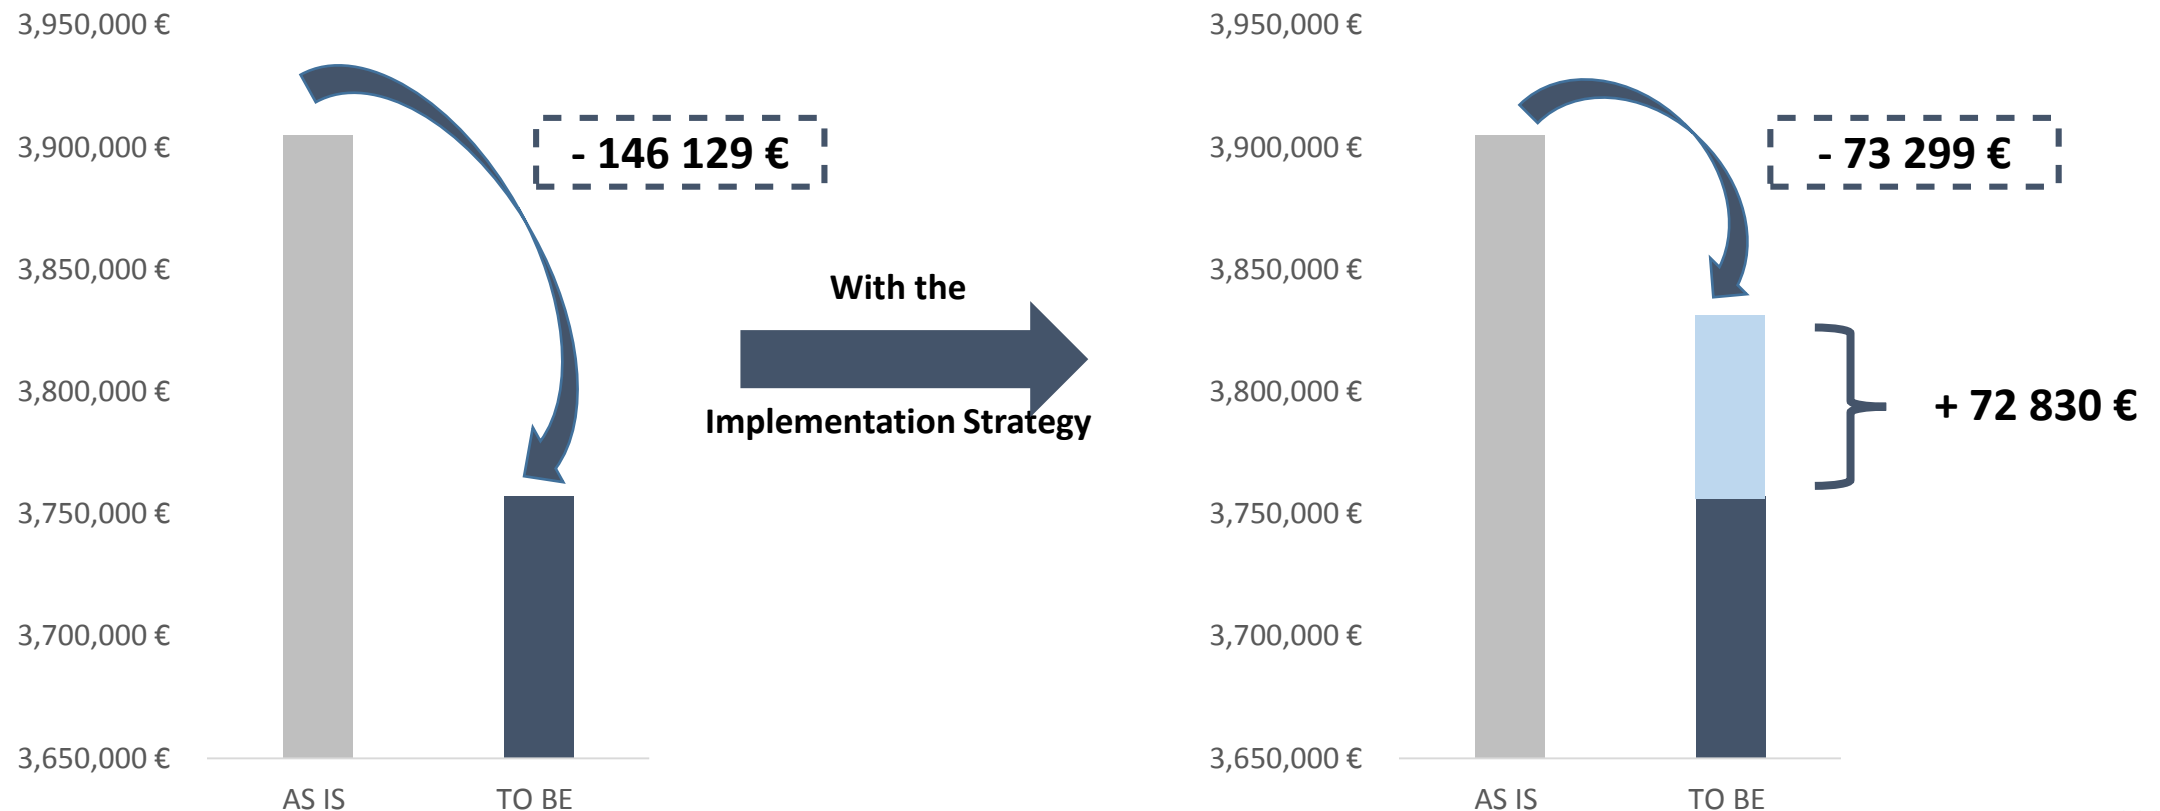 3,950,000 €
3,900,000 €
3,850,000 €
3,800,000 €
3,750,000 €
3,700,000 €
3,650,000 €
AS IS
TO BE
- 146 129 €
With the
Implementation Strategy
3,950,000 €
3,900,000 €
3,850,000 €
3,800,000 €
3,750,000 €
3,700,000 €
3,650,000 €
AS IS
TO BE
- 73 299 €
+ 72 830 €